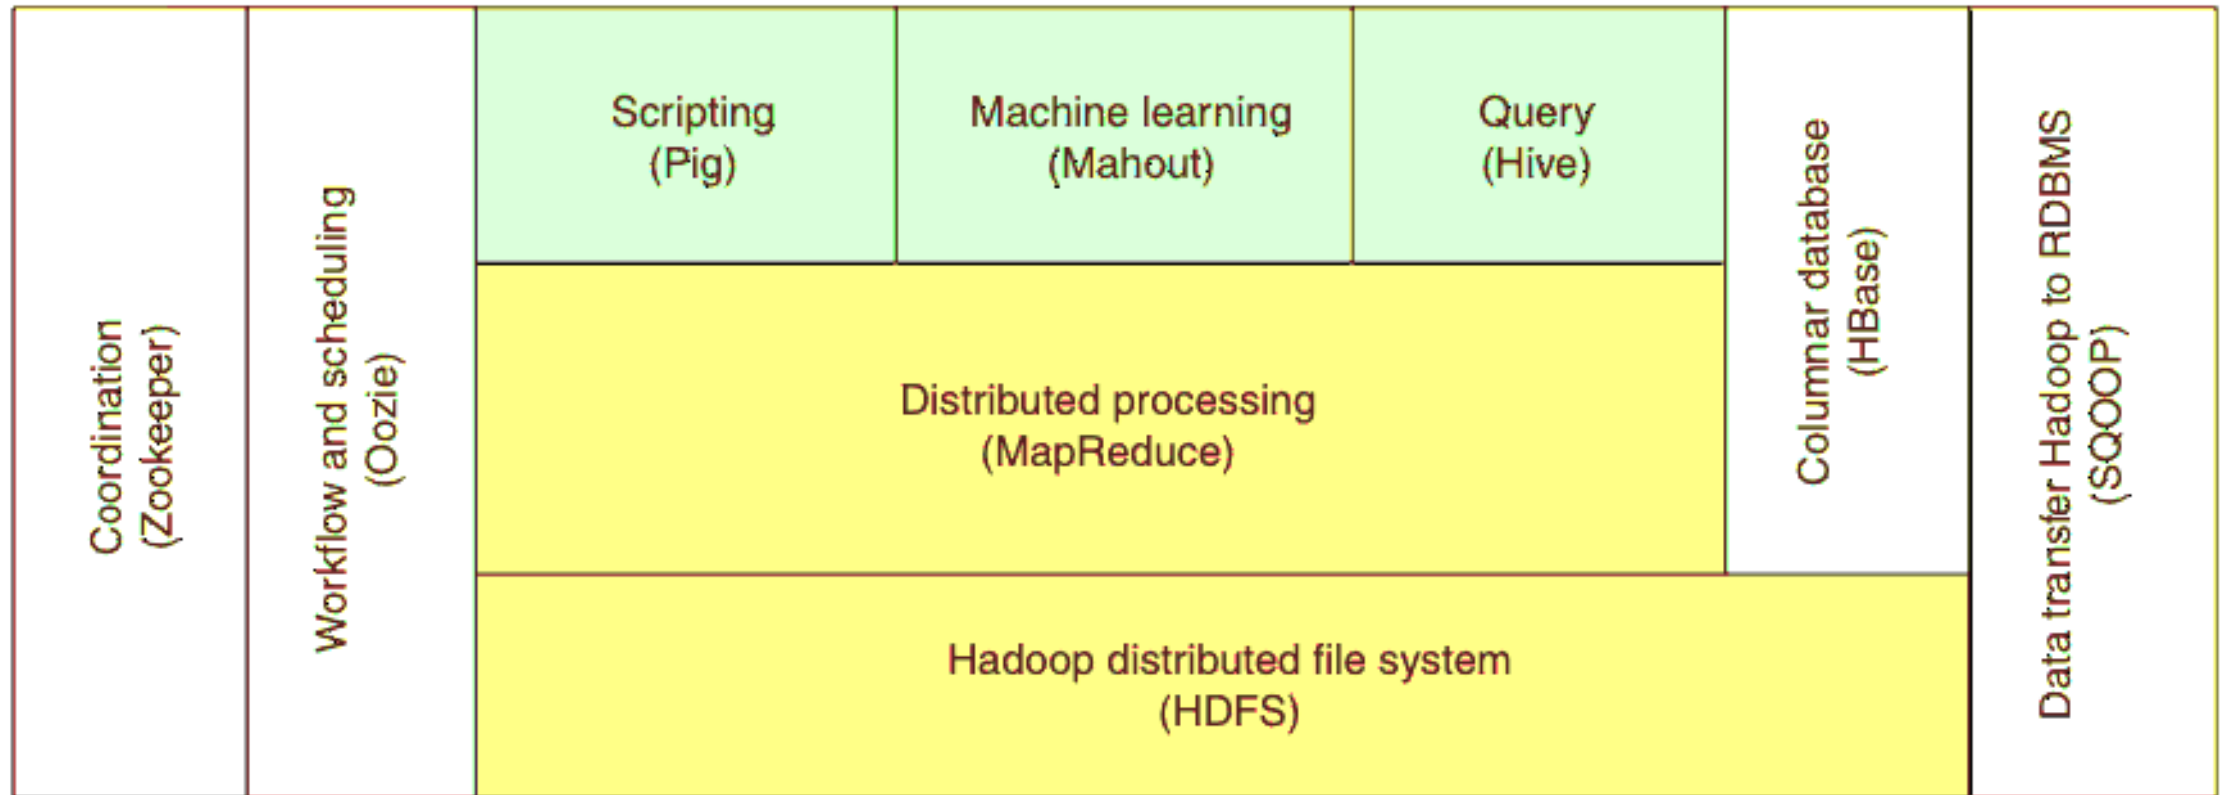 Coordination
(Zookeeper)
Workflow and scheduling
(Oozie)
Scripting
(Pig)
Machine learning
(Mahout)
Query
(Hive)
Distributed processing
(MapReduce)
Hadoop distributed file system
(HDFS)
Columnar database
(HBase)
Data transfer Hadoop to RDBMS
(SQOOP)